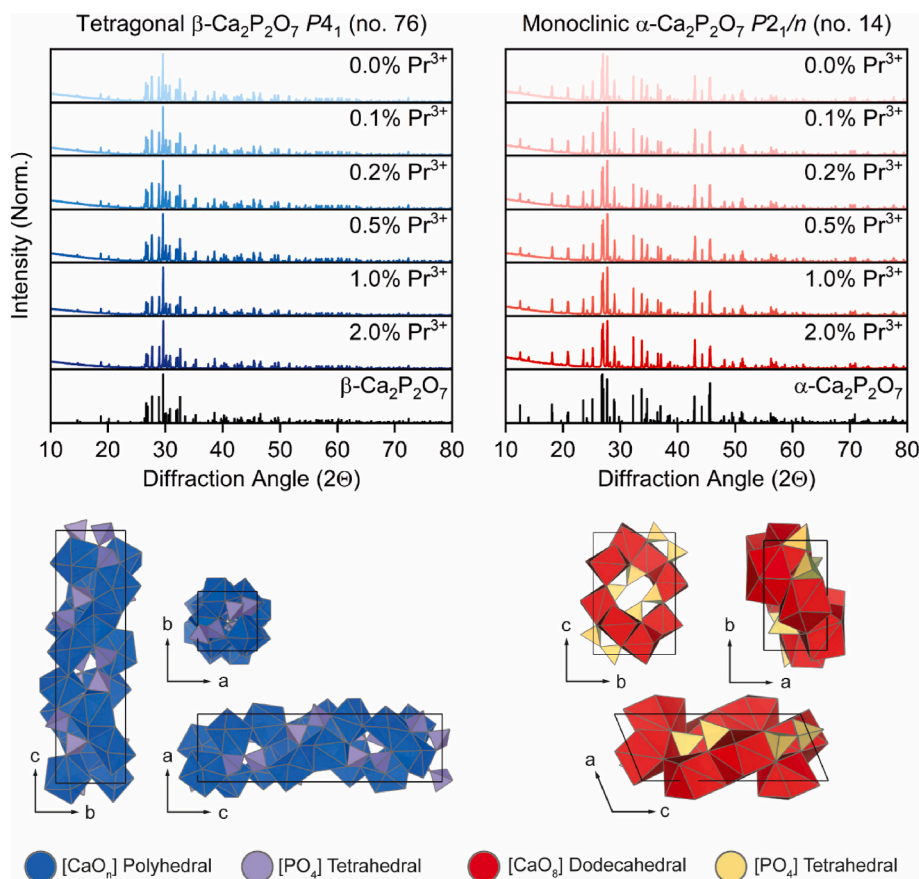 Tetragonal β-Ca₂P₂O₇ P4₁ (no. 76)
0.0% Pr³⁺
0.1% Pr³⁺
0.2% Pr³⁺
0.5% Pr³⁺
1.0% Pr³⁺
2.0% Pr³⁺
β-Ca₂P₂O₇
Intensity (Norm.)
10 20 30 40 50 60 70 80
Diffraction Angle (2Θ)
Monoclinic α-Ca₂P₂O₇ P2₁/n (no. 14)
0.0% Pr³⁺
0.1% Pr³⁺
0.2% Pr³⁺
0.5% Pr³⁺
1.0% Pr³⁺
2.0% Pr³⁺
α-Ca₂P₂O₇
10 20 30 40 50 60 70 80
Diffraction Angle (2Θ)
c
b
b
a
a
c
c
b
b
a
a
c
[CaOₙ] Polyhedral
[PO₄] Tetrahedral
[CaO₈] Dodecahedral
[PO₄] Tetrahedral